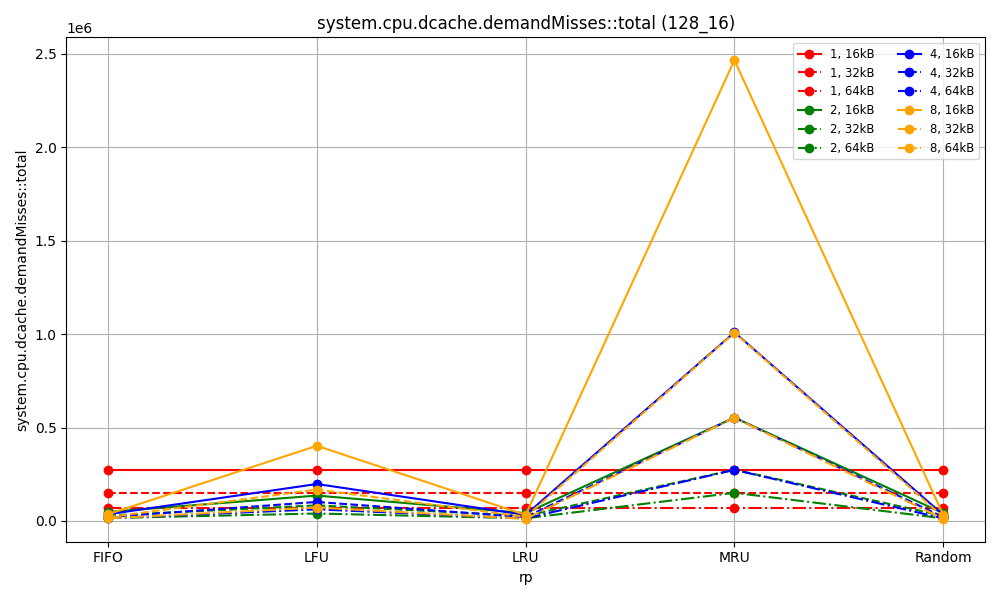 system.cpu.dcache.demandMisses::total (128_16)
1e6
2.5
2.0
1.5
1.0
0.5
0.0
system.cpu.dcache.demandMisses::total
1, 16kB
1, 32kB
1, 64kB
2, 16kB
2, 32kB
2, 64kB
4, 16kB
4, 32kB
4, 64kB
8, 16kB
8, 32kB
8, 64kB
FIFO
LFU
LRU
MRU
Random
rp